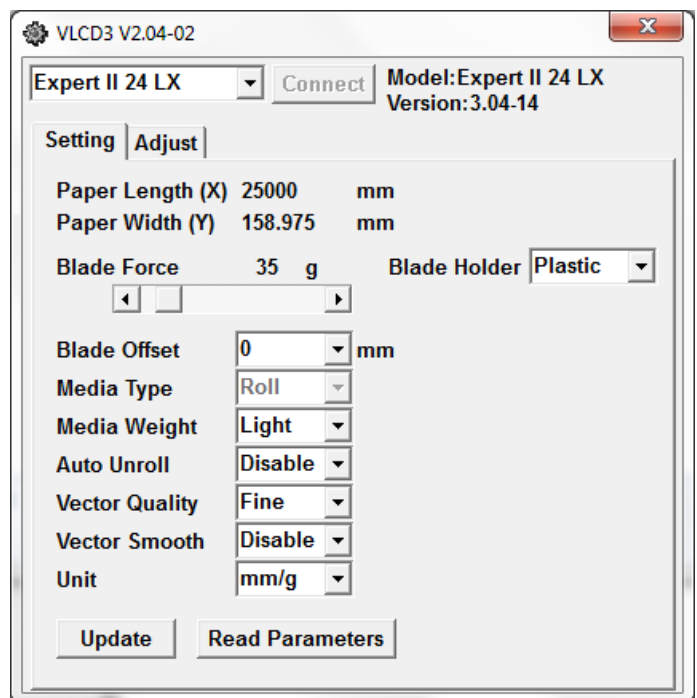 VLCD3 V2.04-02
Expert II 24 LX Connect Model:Expert II 24 LX
Version:3.04-14
Setting Adjust
Paper Length (X) 25000 mm
Paper Width (Y) 158.975 mm
Blade Force 35 g Blade Holder Plastic
Blade Offset 0 mm
Media Type Roll
Media Weight Light
Auto Unroll Disable
Vector Quality Fine
Vector Smooth Disable
Unit mm/g
Update Read Parameters